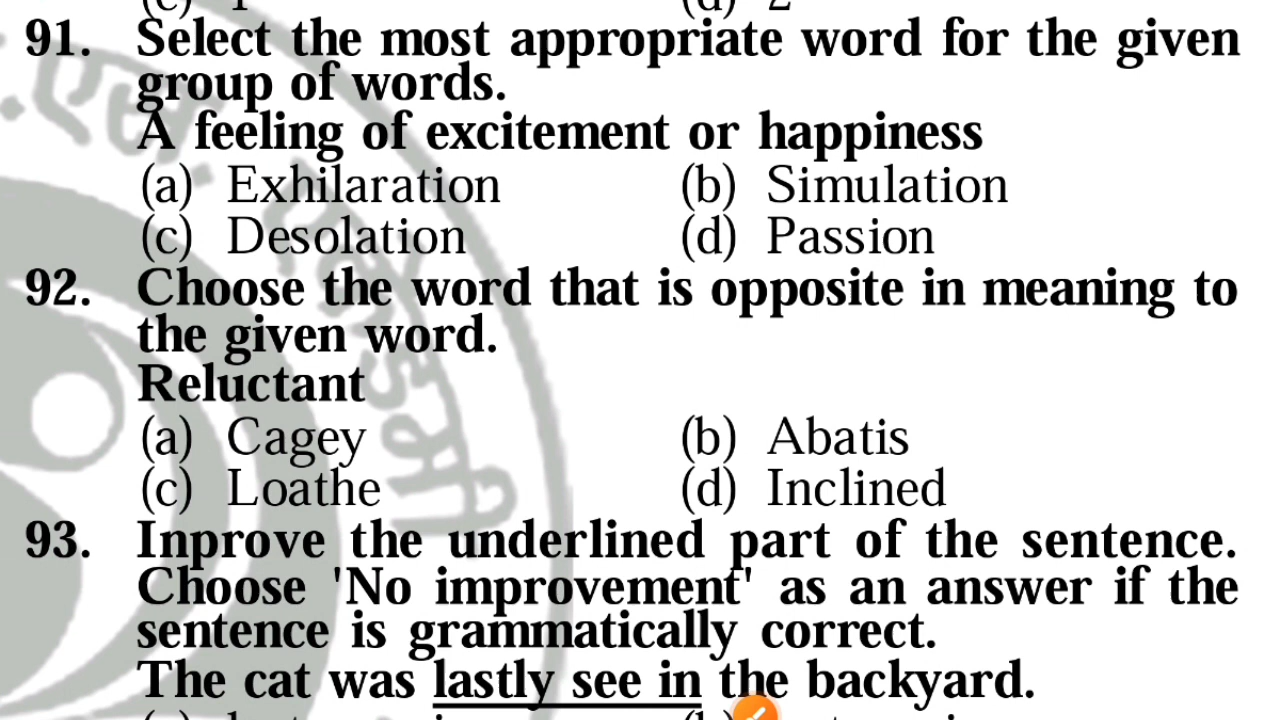 91. Select the most appropriate word for the given
group of words.
A feeling of excitement or happiness
(a) Exhilaration (b) Simulation
(c) Desolation (d) Passion
92. Choose the word that is opposite in meaning to
the given word.
Reluctant
(a) Cagey (b) Abatis
(c) Loathe (d) Inclined
93. Inprove the underlined part of the sentence.
Choose 'No improvement' as an answer if the
sentence is grammatically correct.
The cat was lastly see in the backyard.